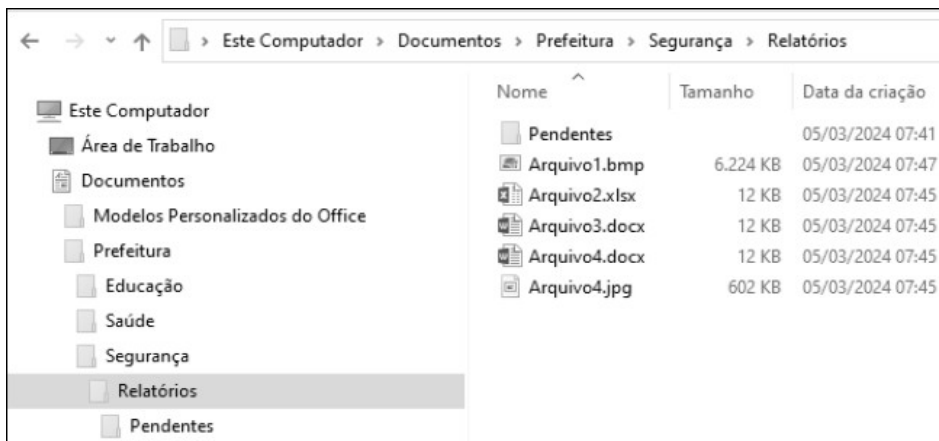 Este Computador > Documentos > Prefeitura > Segurança > Relatórios
Este Computador
Área de Trabalho
Documentos
Modelos Personalizados do Office
Prefeitura
Educação
Saúde
Segurança
Relatórios
Pendentes
Nome Tamanho Data da criação
Pendentes 05/03/2024 07:41
Arquivo1.bmp 6.224 KB 05/03/2024 07:47
Arquivo2.xlsx 12 KB 05/03/2024 07:45
Arquivo3.docx 12 KB 05/03/2024 07:45
Arquivo4.docx 12 KB 05/03/2024 07:45
Arquivo4.jpg 602 KB 05/03/2024 07:45